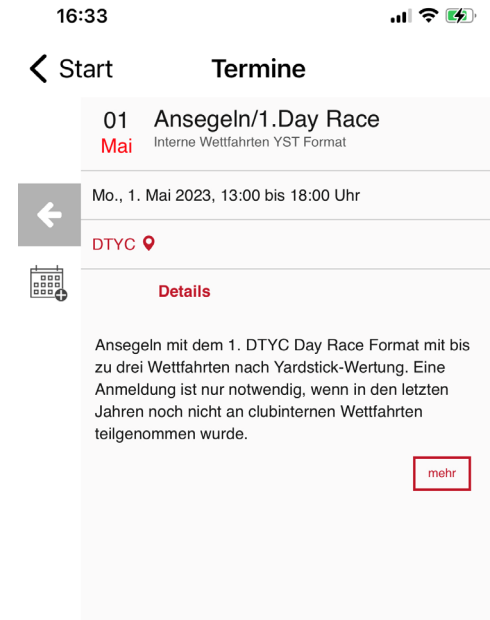 16:33
Start
Termine
01
Mai
Ansegeln/1.Day Race
Interne Wettfahrten YST Format
Mo., 1. Mai 2023, 13:00 bis 18:00 Uhr
DTYC
Details
Ansegeln mit dem 1. DTYC Day Race Format mit bis
zu drei Wettfahrten nach Yardstick-Wertung. Eine
Anmeldung ist nur notwendig, wenn in den letzten
Jahren noch nicht an clubinternen Wettfahrten
teilgenommen wurde.
mehr